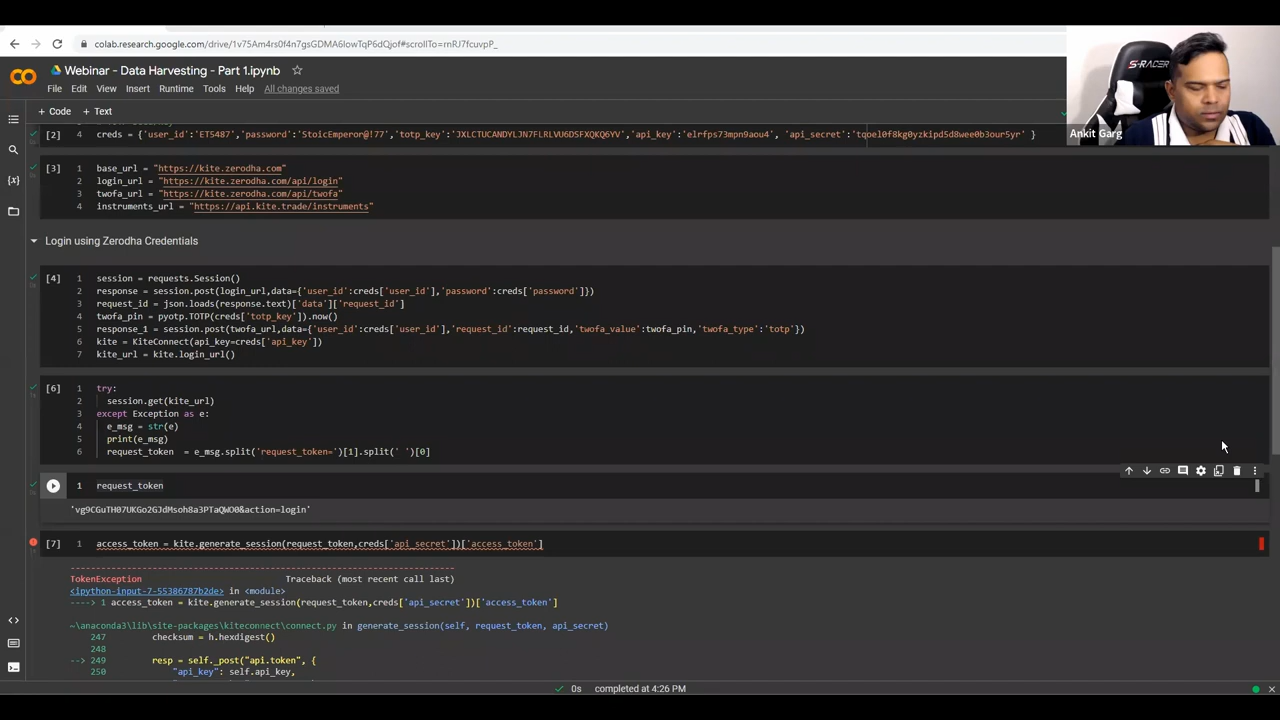 colab.research.google.com/drive/1v75Am4rs0f4n7gsGDMA6lowTqP6dQjof#scrollTo=rnRJ7fcuvpP_
Webinar - Data Harvesting - Part 1.ipynb
File Edit View Insert Runtime Tools Help All changes saved
+ Code + Text
S-RACER
Ankit Garg
[2] 4 creds = {'user_id':'ET5487','password':'StoicEmperor@!77','totp_key':'JXLCTUCANDYLJN7FLRLVU6DSFXQKQ6YV','api_key':'elrfps73mpn9aou4', 'api_secret':'tqoel0f8kg0yzkipd5d8wee0b3our5yr' }
[3] 1 base_url = "https://kite.zerodha.com"
2 login_url = "https://kite.zerodha.com/api/login"
3 twofa_url = "https://kite.zerodha.com/api/twofa"
4 instruments_url = "https://api.kite.trade/instruments"
Login using Zerodha Credentials
[4] 1 session = requests.Session()
2 response = session.post(login_url,data={'user_id':creds['user_id'],'password':creds['password']})
3 request_id = json.loads(response.text)['data']['request_id']
4 twofa_pin = pyotp.TOTP(creds['totp_key']).now()
5 response_1 = session.post(twofa_url,data={'user_id':creds['user_id'],'request_id':request_id,'twofa_value':twofa_pin,'twofa_type':'totp'})
6 kite = KiteConnect(api_key=creds['api_key'])
7 kite_url = kite.login_url()
[6] 1 try:
2 session.get(kite_url)
3 except Exception as e:
4 e_msg = str(e)
5 print(e_msg)
6 request_token = e_msg.split('request_token=')[1].split(' ')[0]
1 request_token
'vg9CGuTH07UKGo2GJdMsoh8a3PTaQWO0&action=login'
[7] 1 access_token = kite.generate_session(request_token,creds['api_secret'])['access_token']
TokenException Traceback (most recent call last)
<ipython-input-7-55386787b2de> in <module>
----> 1 access_token = kite.generate_session(request_token,creds['api_secret'])['access_token']
~\anaconda3\lib\site-packages\kiteconnect\connect.py in generate_session(self, request_token, api_secret)
247 checksum = h.hexdigest()
248
--> 249 resp = self._post("api.token", {
250 "api_key": self.api_key,
0s completed at 4:26 PM